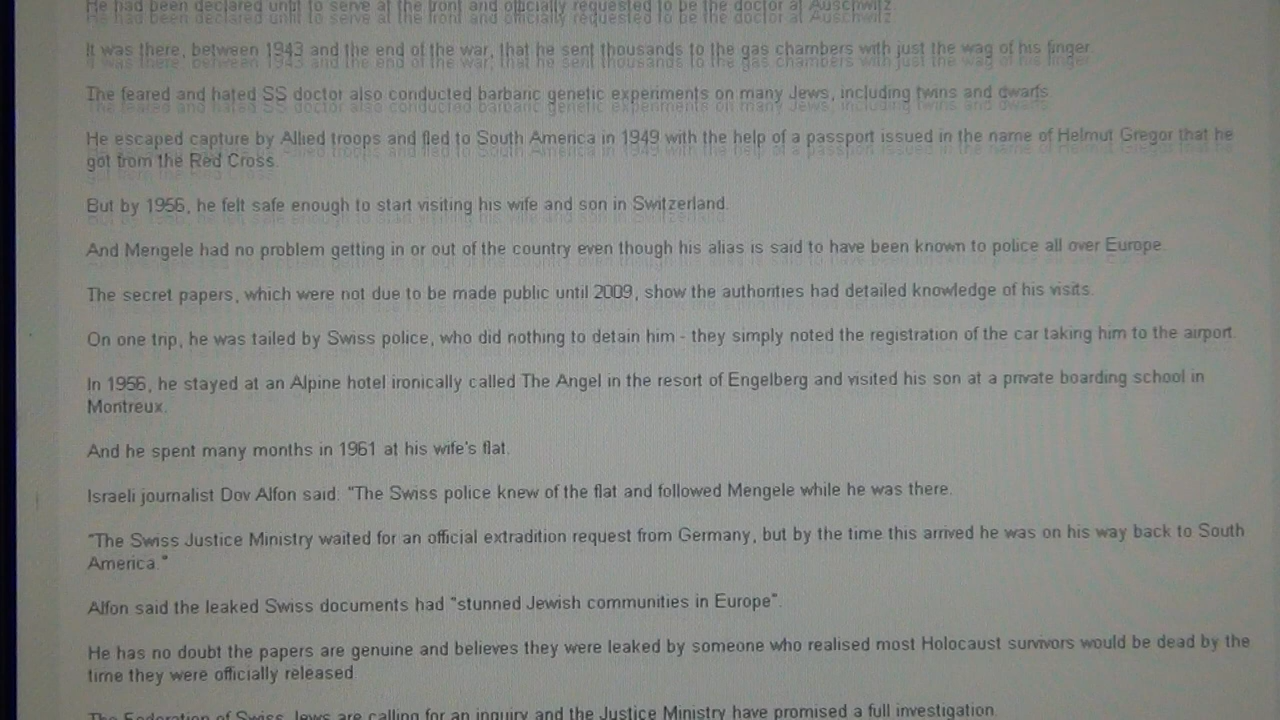 He had been declared unfit to serve at the front and officially requested to be the doctor at Auschwitz.
It was there, between 1943 and the end of the war, that he sent thousands to the gas chambers with just the wag of his finger.
The feared and hated SS doctor also conducted barbaric genetic experiments on many Jews, including twins and dwarfs.
He escaped capture by Allied troops and fled to South America in 1949 with the help of a passport issued in the name of Helmut Gregor that he
got from the Red Cross.
But by 1956, he felt safe enough to start visiting his wife and son in Switzerland.
And Mengele had no problem getting in or out of the country even though his alias is said to have been known to police all over Europe.
The secret papers, which were not due to be made public until 2009, show the authorities had detailed knowledge of his visits.
On one trip, he was tailed by Swiss police, who did nothing to detain him - they simply noted the registration of the car taking him to the airport.
In 1956, he stayed at an Alpine hotel ironically called The Angel in the resort of Engelberg and visited his son at a private boarding school in
Montreux.
And he spent many months in 1961 at his wife's flat.
Israeli journalist Dov Alfon said: "The Swiss police knew of the flat and followed Mengele while he was there.
"The Swiss Justice Ministry waited for an official extradition request from Germany, but by the time this arrived he was on his way back to South
America."
Alfon said the leaked Swiss documents had "stunned Jewish communities in Europe".
He has no doubt the papers are genuine and believes they were leaked by someone who realised most Holocaust survivors would be dead by the
time they were officially released.
The Federation of Swiss Jews are calling for an inquiry and the Justice Ministry have promised a full investigation.